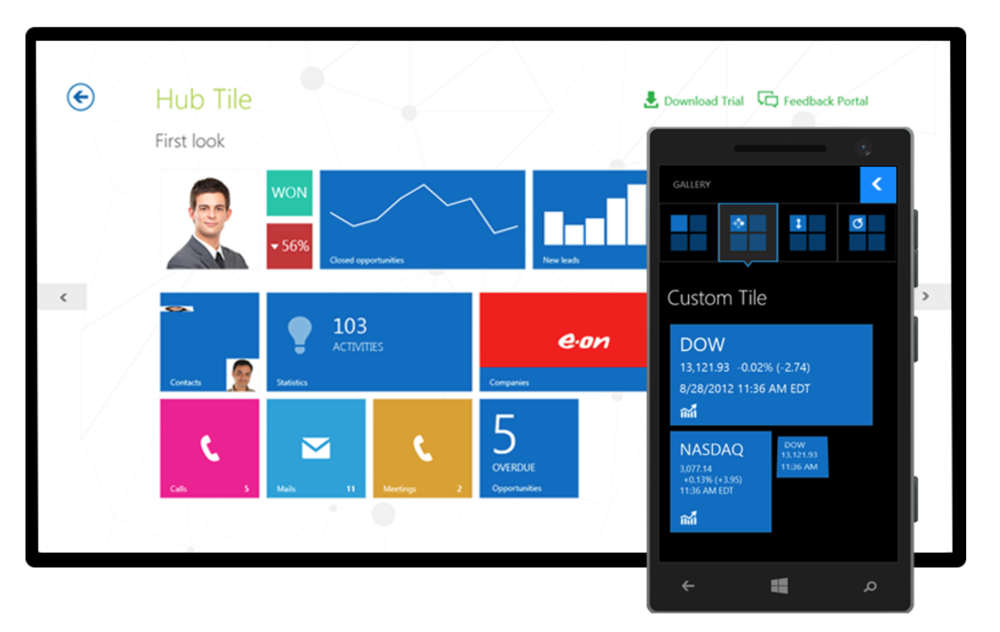 Hub Tile
Download Trial
Feedback Portal
First look
WON
56%
Closed opportunities
New leads
103
ACTIVITIES
Contacts
Statistics
e·on
Companies
Calls 5
Mails 11
Meetings 2
5
OVERDUE
Opportunities
GALLERY
Custom Tile
DOW
13,121.93 -0.02% (-2.74)
8/28/2012 11:36 AM EDT
NASDAQ
3,077.14
+0.13% (+3.95)
11:36 AM EDT
DOW
13,121.93
11:36 AM